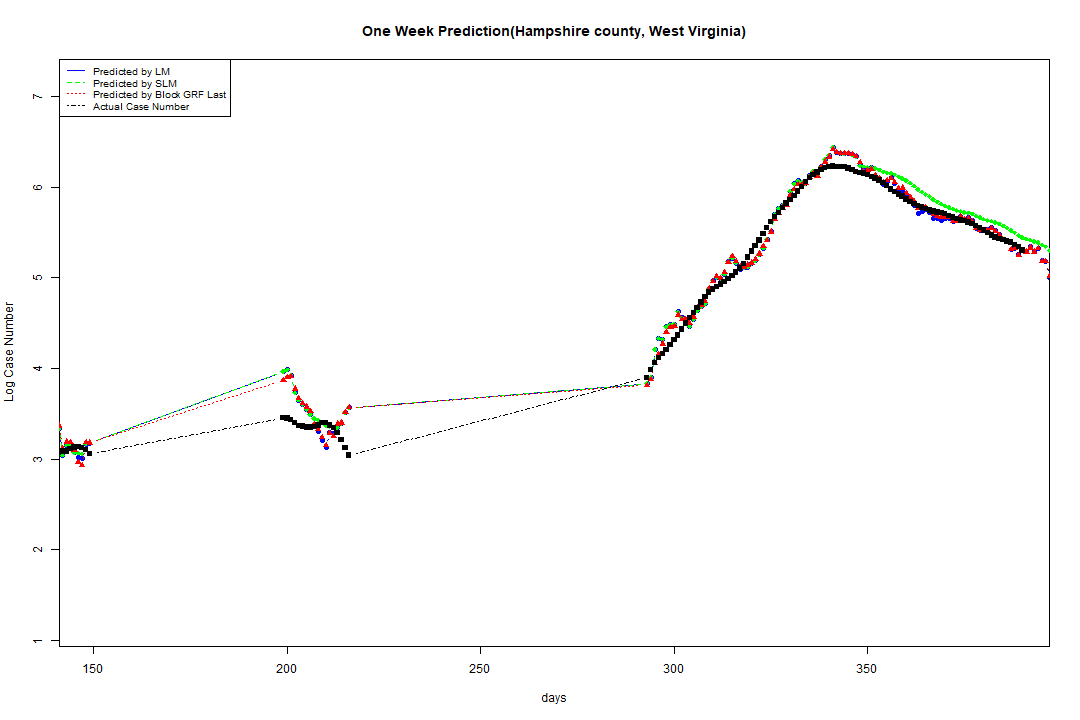 One Week Prediction(Hampshire county, West Virginia)
Predicted by LM
Predicted by SLM
Predicted by Block GRF Last
Actual Case Number
7
6
5
4
3
2
1
Log Case Number
150 200 250 300 350
days